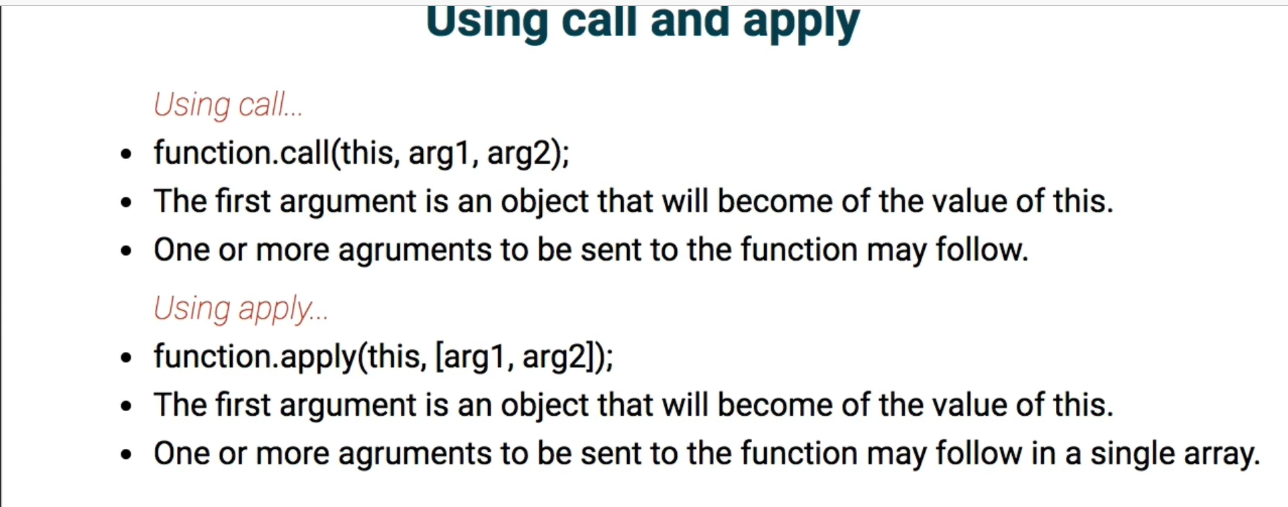 Using call and apply
Using call...
• function.call(this, arg1, arg2);
• The first argument is an object that will become of the value of this.
• One or more agruments to be sent to the function may follow.
Using apply...
• function.apply(this, [arg1, arg2]);
• The first argument is an object that will become of the value of this.
• One or more agruments to be sent to the function may follow in a single array.